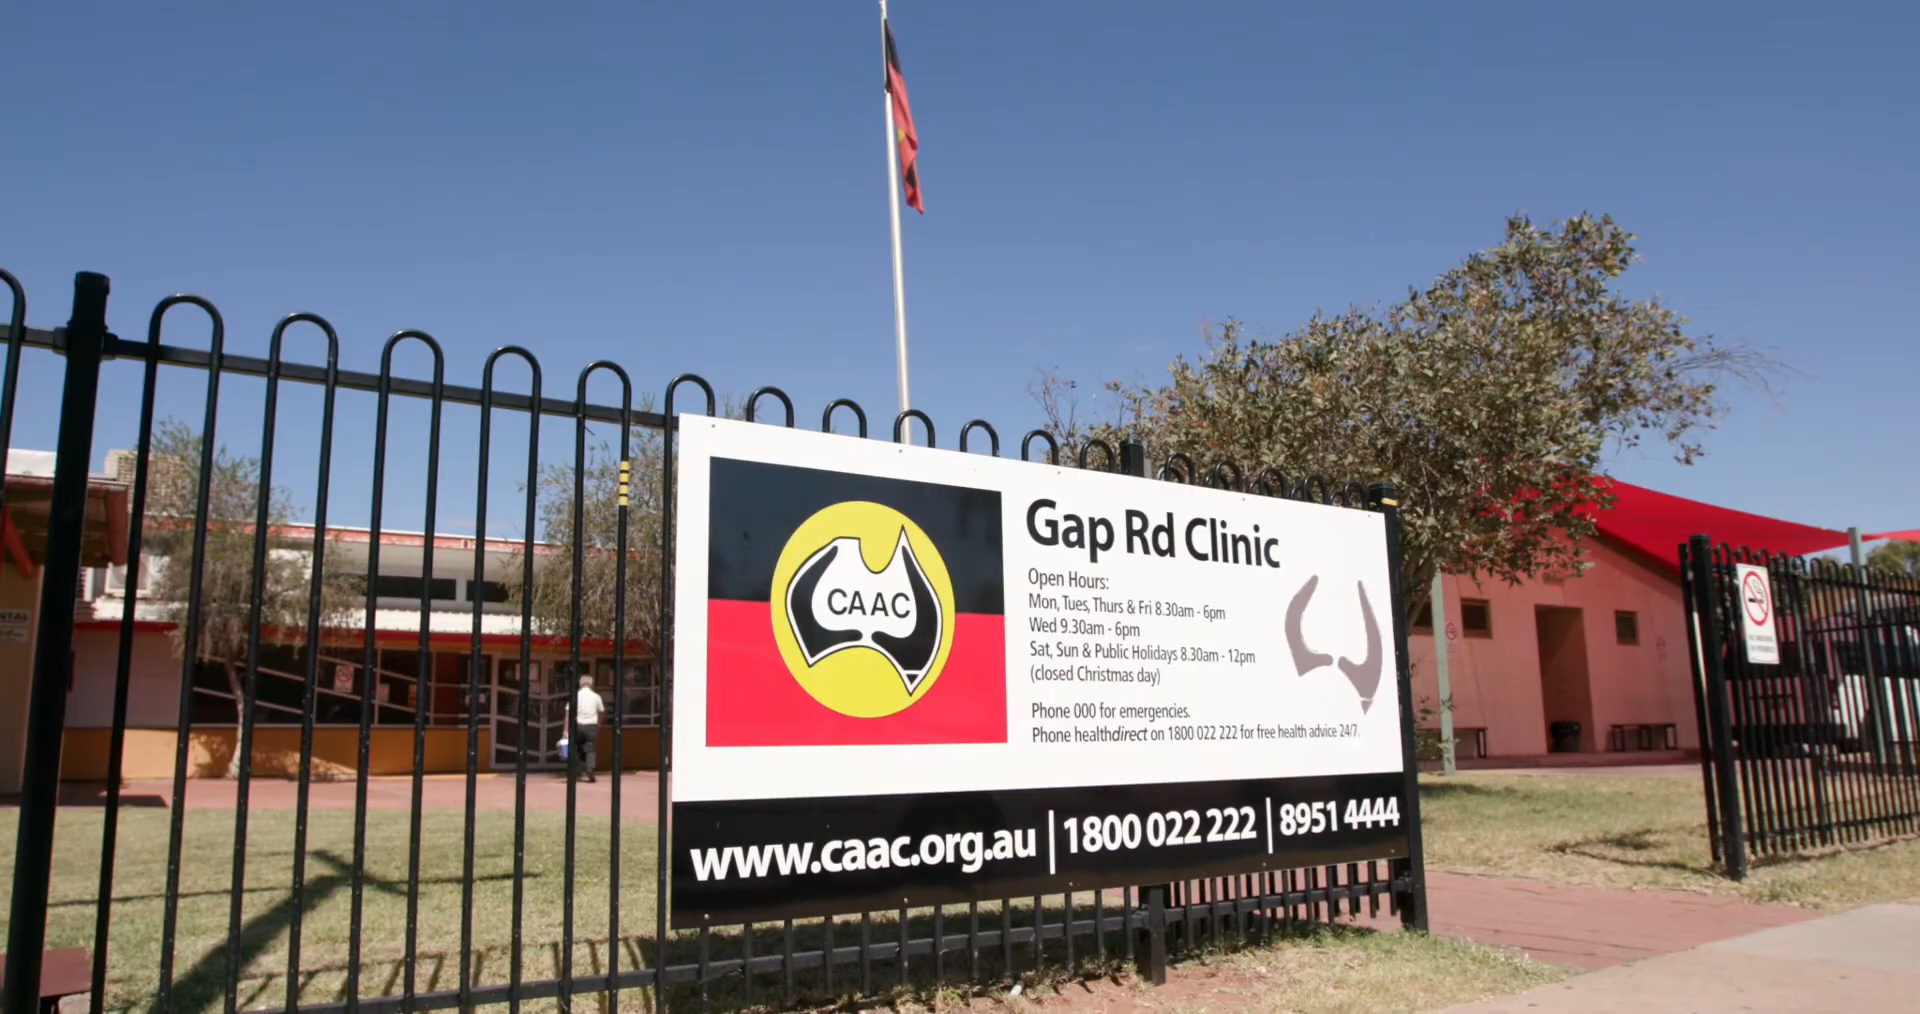 CAAC
Gap Rd Clinic
Open Hours:
Mon, Tues, Thurs & Fri 8.30am - 6pm
Wed 9.30am - 6pm
Sat, Sun & Public Holidays 8.30am - 12pm
(closed Christmas day)
Phone 000 for emergencies.
Phone healthdirect on 1800 022 222 for free health advice 24/7.
www.caac.org.au | 1800 022 222 | 8951 4444